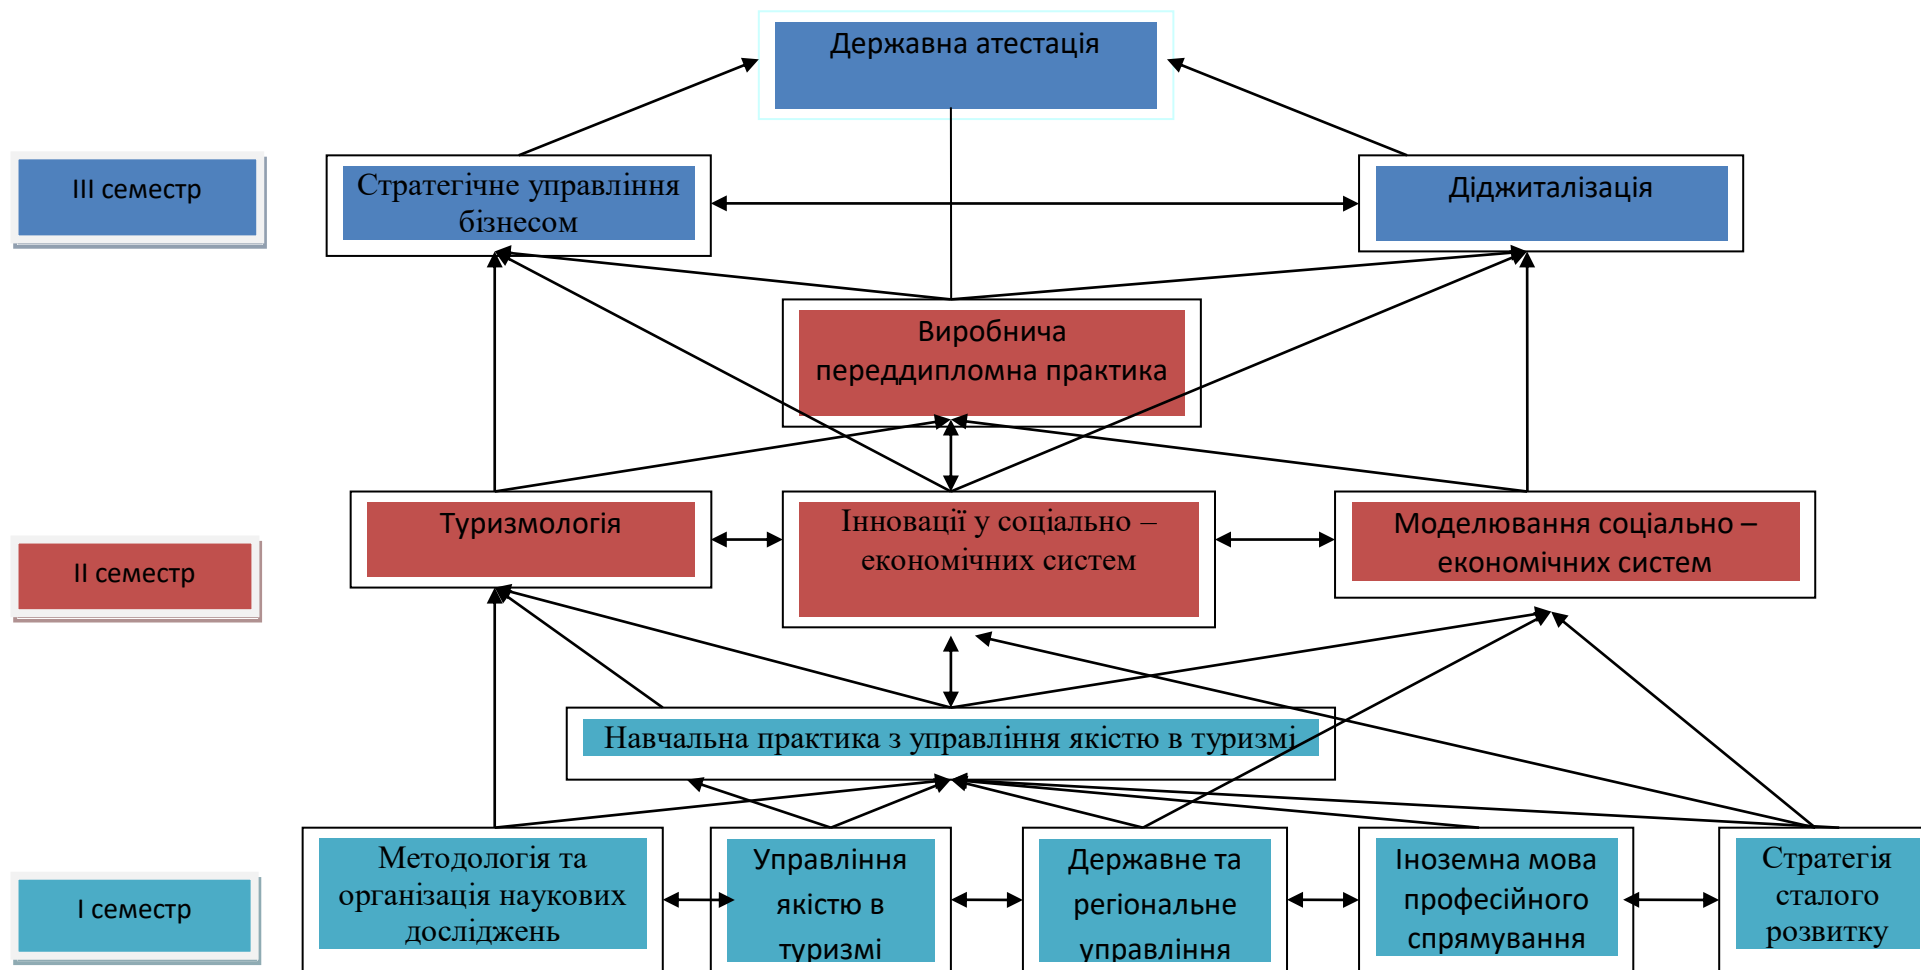 Державна атестація
III семестр
Стратегічне управління
бізнесом
Діджиталізація
Виробнича
переддипломна практика
II семестр
Туризмологія
Інновації у соціально –
економічних систем
Моделювання соціально –
економічних систем
Навчальна практика з управління якістю в туризмі
I семестр
Методологія та
організація наукових
досліджень
Управління
якістю в
туризмі
Державне та
регіональне
управління
Іноземна мова
професійного
спрямування
Стратегія
сталого
розвитку